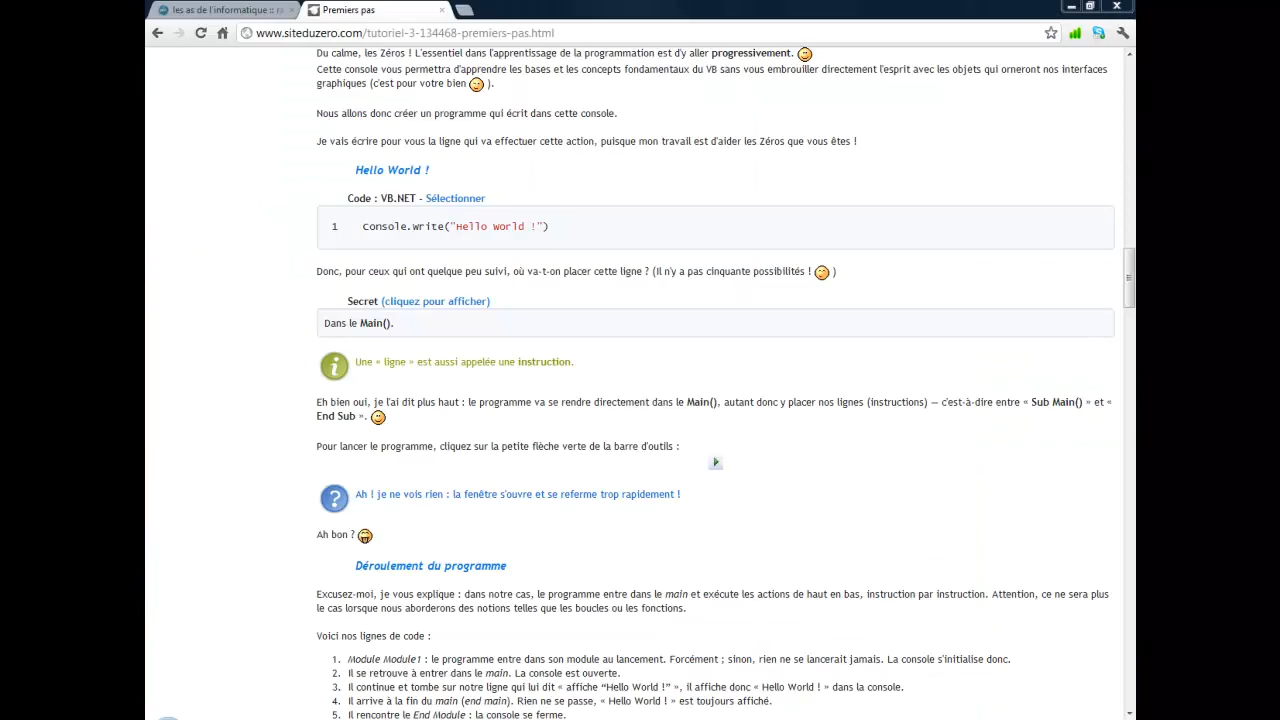 les as de l'informatique ::
Premiers pas
www.siteduzero.com/tutoriel-3-134468-premiers-pas.html
Du calme, les Zéros ! L'essentiel dans l'apprentissage de la programmation est d'y aller progressivement.
Cette console vous permettra d'apprendre les bases et les concepts fondamentaux du VB sans vous embrouiller directement l'esprit avec les objets qui orneront nos interfaces
graphiques (c'est pour votre bien ).
Nous allons donc créer un programme qui écrit dans cette console.
Je vais écrire pour vous la ligne qui va effectuer cette action, puisque mon travail est d'aider les Zéros que vous êtes !
Hello World !
Code : VB.NET - Sélectionner
1 Console.write("Hello world !")
Donc, pour ceux qui ont quelque peu suivi, où va-t-on placer cette ligne ? (Il n'y a pas cinquante possibilités ! )
Secret (cliquez pour afficher)
Dans le Main().
Une « ligne » est aussi appelée une instruction.
Eh bien oui, je l'ai dit plus haut : le programme va se rendre directement dans le Main(), autant donc y placer nos lignes (instructions) — c'est-à-dire entre « Sub Main() » et «
End Sub ».
Pour lancer le programme, cliquez sur la petite flèche verte de la barre d'outils :
Ah ! je ne vois rien : la fenêtre s'ouvre et se referme trop rapidement !
Ah bon ?
Déroulement du programme
Excusez-moi, je vous explique : dans notre cas, le programme entre dans le main et exécute les actions de haut en bas, instruction par instruction. Attention, ce ne sera plus
le cas lorsque nous aborderons des notions telles que les boucles ou les fonctions.
Voici nos lignes de code :
1. Module Module1 : le programme entre dans son module au lancement. Forcément ; sinon, rien ne se lancerait jamais. La console s'initialise donc.
2. Il se retrouve à entrer dans le main. La console est ouverte.
3. Il continue et tombe sur notre ligne qui lui dit « affiche “Hello World !” », il affiche donc « Hello World ! » dans la console.
4. Il arrive à la fin du main (end main). Rien ne se passe, « Hello World ! » est toujours affiché.
5. Il rencontre le End Module : la console se ferme.